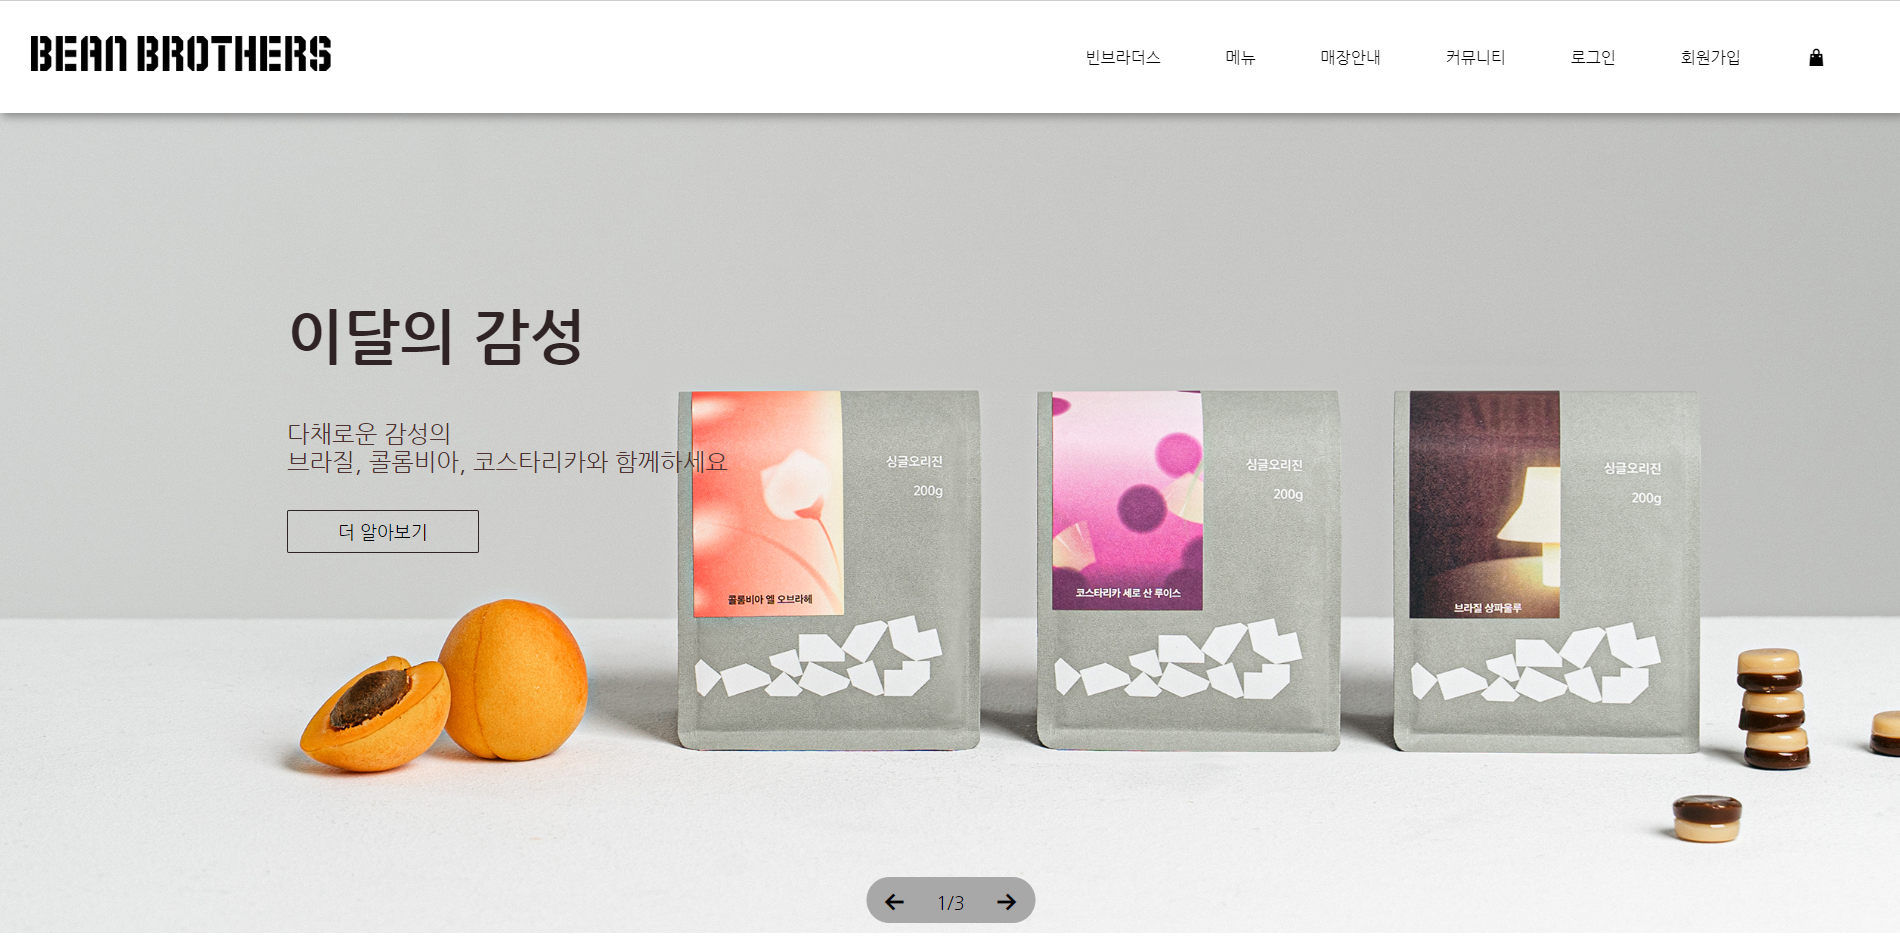 BEAN BROTHERS
빈브라더스 메뉴 매장안내 커뮤니티 로그인 회원가입
이달의 감성
다채로운 감성의
브라질, 콜롬비아, 코스타리카와 함께하세요
더 알아보기
싱글오리진
200g
콜롬비아 엘 오브라헤
싱글오리진
200g
코스타리카 세로 산 루이스
싱글오리진
200g
브라질 상파울루
1/3